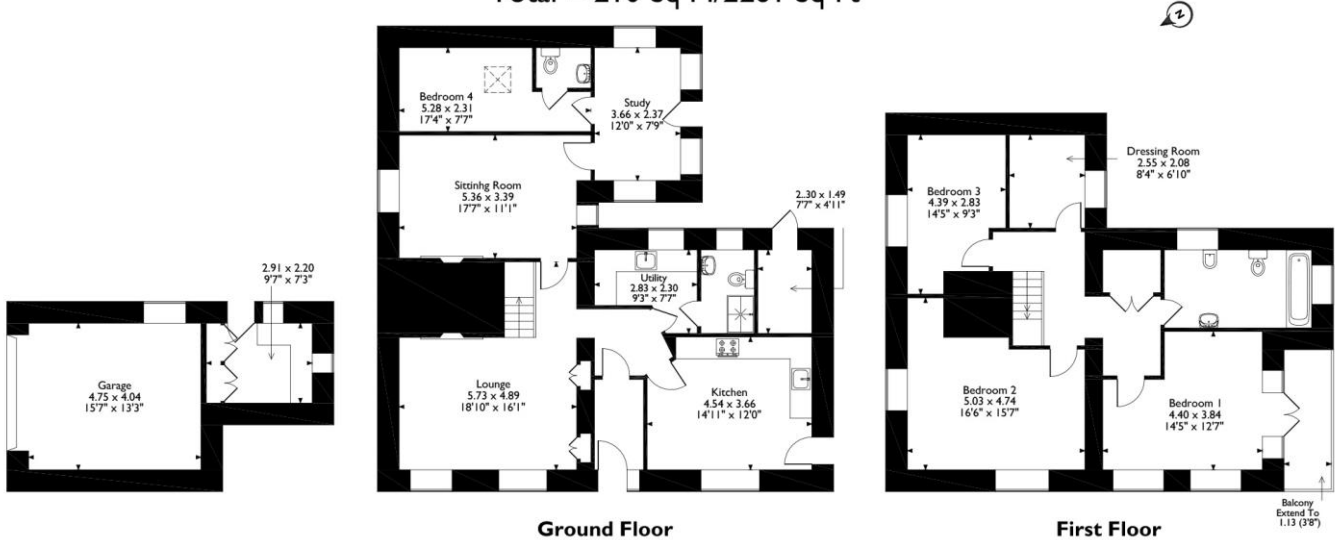 Z
Bedroom 4
5.28 x 2.31
17'4" x 7'7"
Study
3.66 x 2.37
12'0" x 7'9"
Sittinhg Room
5.36 x 3.39
17'7" x 11'1"
2..30 x 1.49
7'7" x 4'11"
Utility
2.83 x 2.30
9'3" x 7'7"
Lounge
5.73 x 4.89
18'10" x 16'1"
Kitchen
4.54 x 3.66
14'11" x 12'0"
2.91 x 2.20
9'7" x 7'3"
Garage
4.75 x 4.04
15'7" x 13'3"
Dressing Room
2.55 x 2.08
8'4" x 6'10"
Bedroom 3
4.39 x 2.83
14'5" x 9'3"
Bedroom 2
5.03 x 4.74
16'6" x 15'7"
Bedroom 1
4.40 x 3.84
14'5" x 12'7"
Balcony
Extend To
1.13 (3'8")
Ground Floor
First Floor